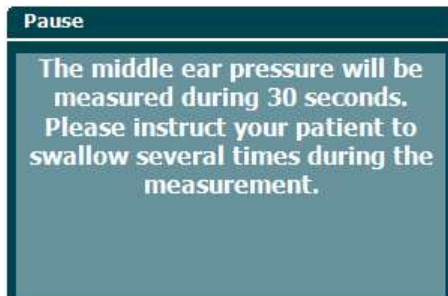 Pause
The middle ear pressure will be
measured during 30 seconds.
Please instruct your patient to
swallow several times during the
measurement.